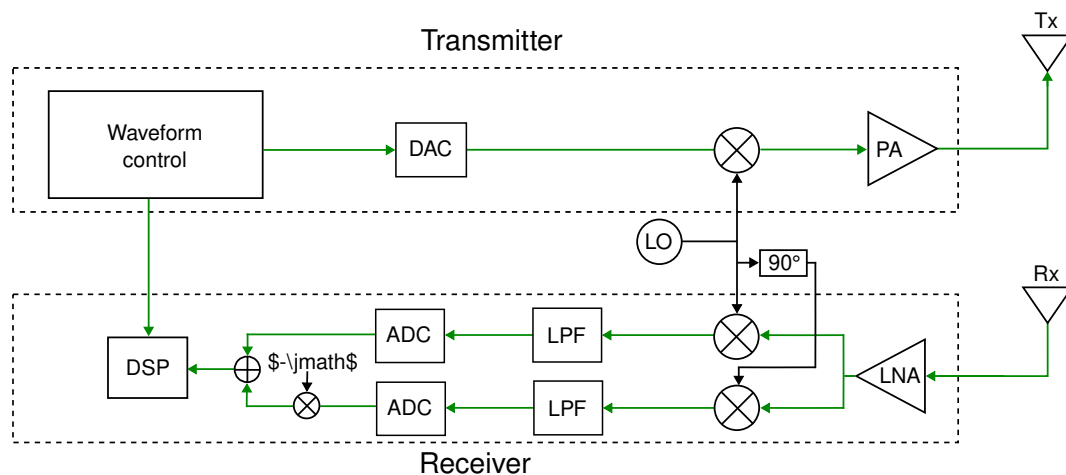 Transmitter
Tx
Waveform
control
DAC
PA
LO
90°
Rx
ADC
LPF
DSP
$-\jmath$
LNA
ADC
LPF
Receiver